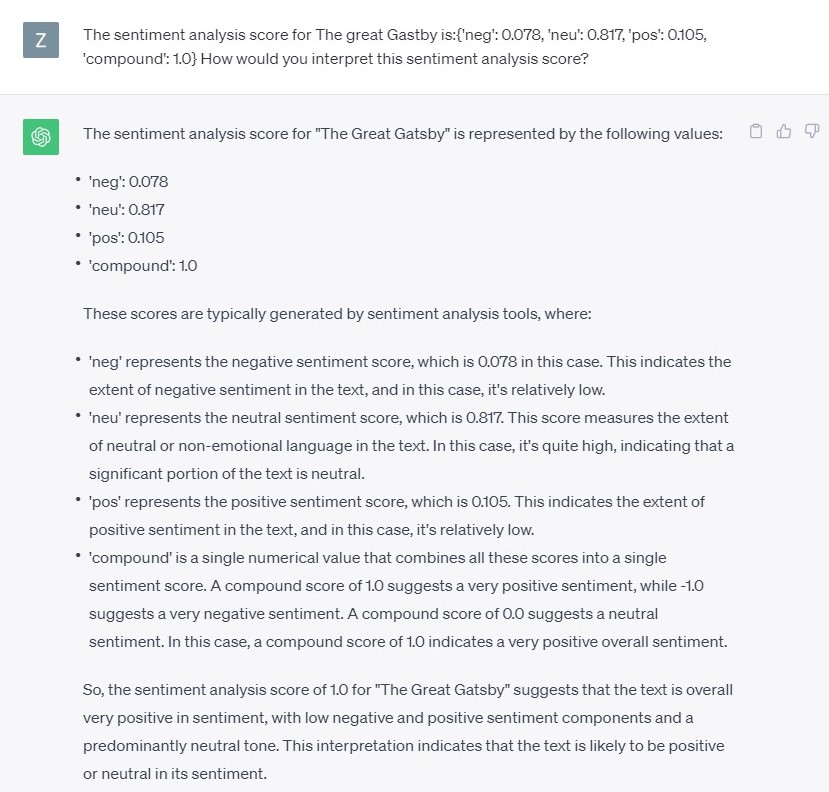 Z
The sentiment analysis score for The great Gastby is:{'neg': 0.078, 'neu': 0.817, 'pos': 0.105,
'compound': 1.0} How would you interpret this sentiment analysis score?
The sentiment analysis score for "The Great Gatsby" is represented by the following values:
• 'neg': 0.078
• 'neu': 0.817
• 'pos': 0.105
• 'compound': 1.0
These scores are typically generated by sentiment analysis tools, where:
• 'neg' represents the negative sentiment score, which is 0.078 in this case. This indicates the
extent of negative sentiment in the text, and in this case, it's relatively low.
• 'neu' represents the neutral sentiment score, which is 0.817. This score measures the extent
of neutral or non-emotional language in the text. In this case, it's quite high, indicating that a
significant portion of the text is neutral.
• 'pos' represents the positive sentiment score, which is 0.105. This indicates the extent of
positive sentiment in the text, and in this case, it's relatively low.
• 'compound' is a single numerical value that combines all these scores into a single
sentiment score. A compound score of 1.0 suggests a very positive sentiment, while -1.0
suggests a very negative sentiment. A compound score of 0.0 suggests a neutral
sentiment. In this case, a compound score of 1.0 indicates a very positive overall sentiment.
So, the sentiment analysis score of 1.0 for "The Great Gatsby" suggests that the text is overall
very positive in sentiment, with low negative and positive sentiment components and a
predominantly neutral tone. This interpretation indicates that the text is likely to be positive
or neutral in its sentiment.